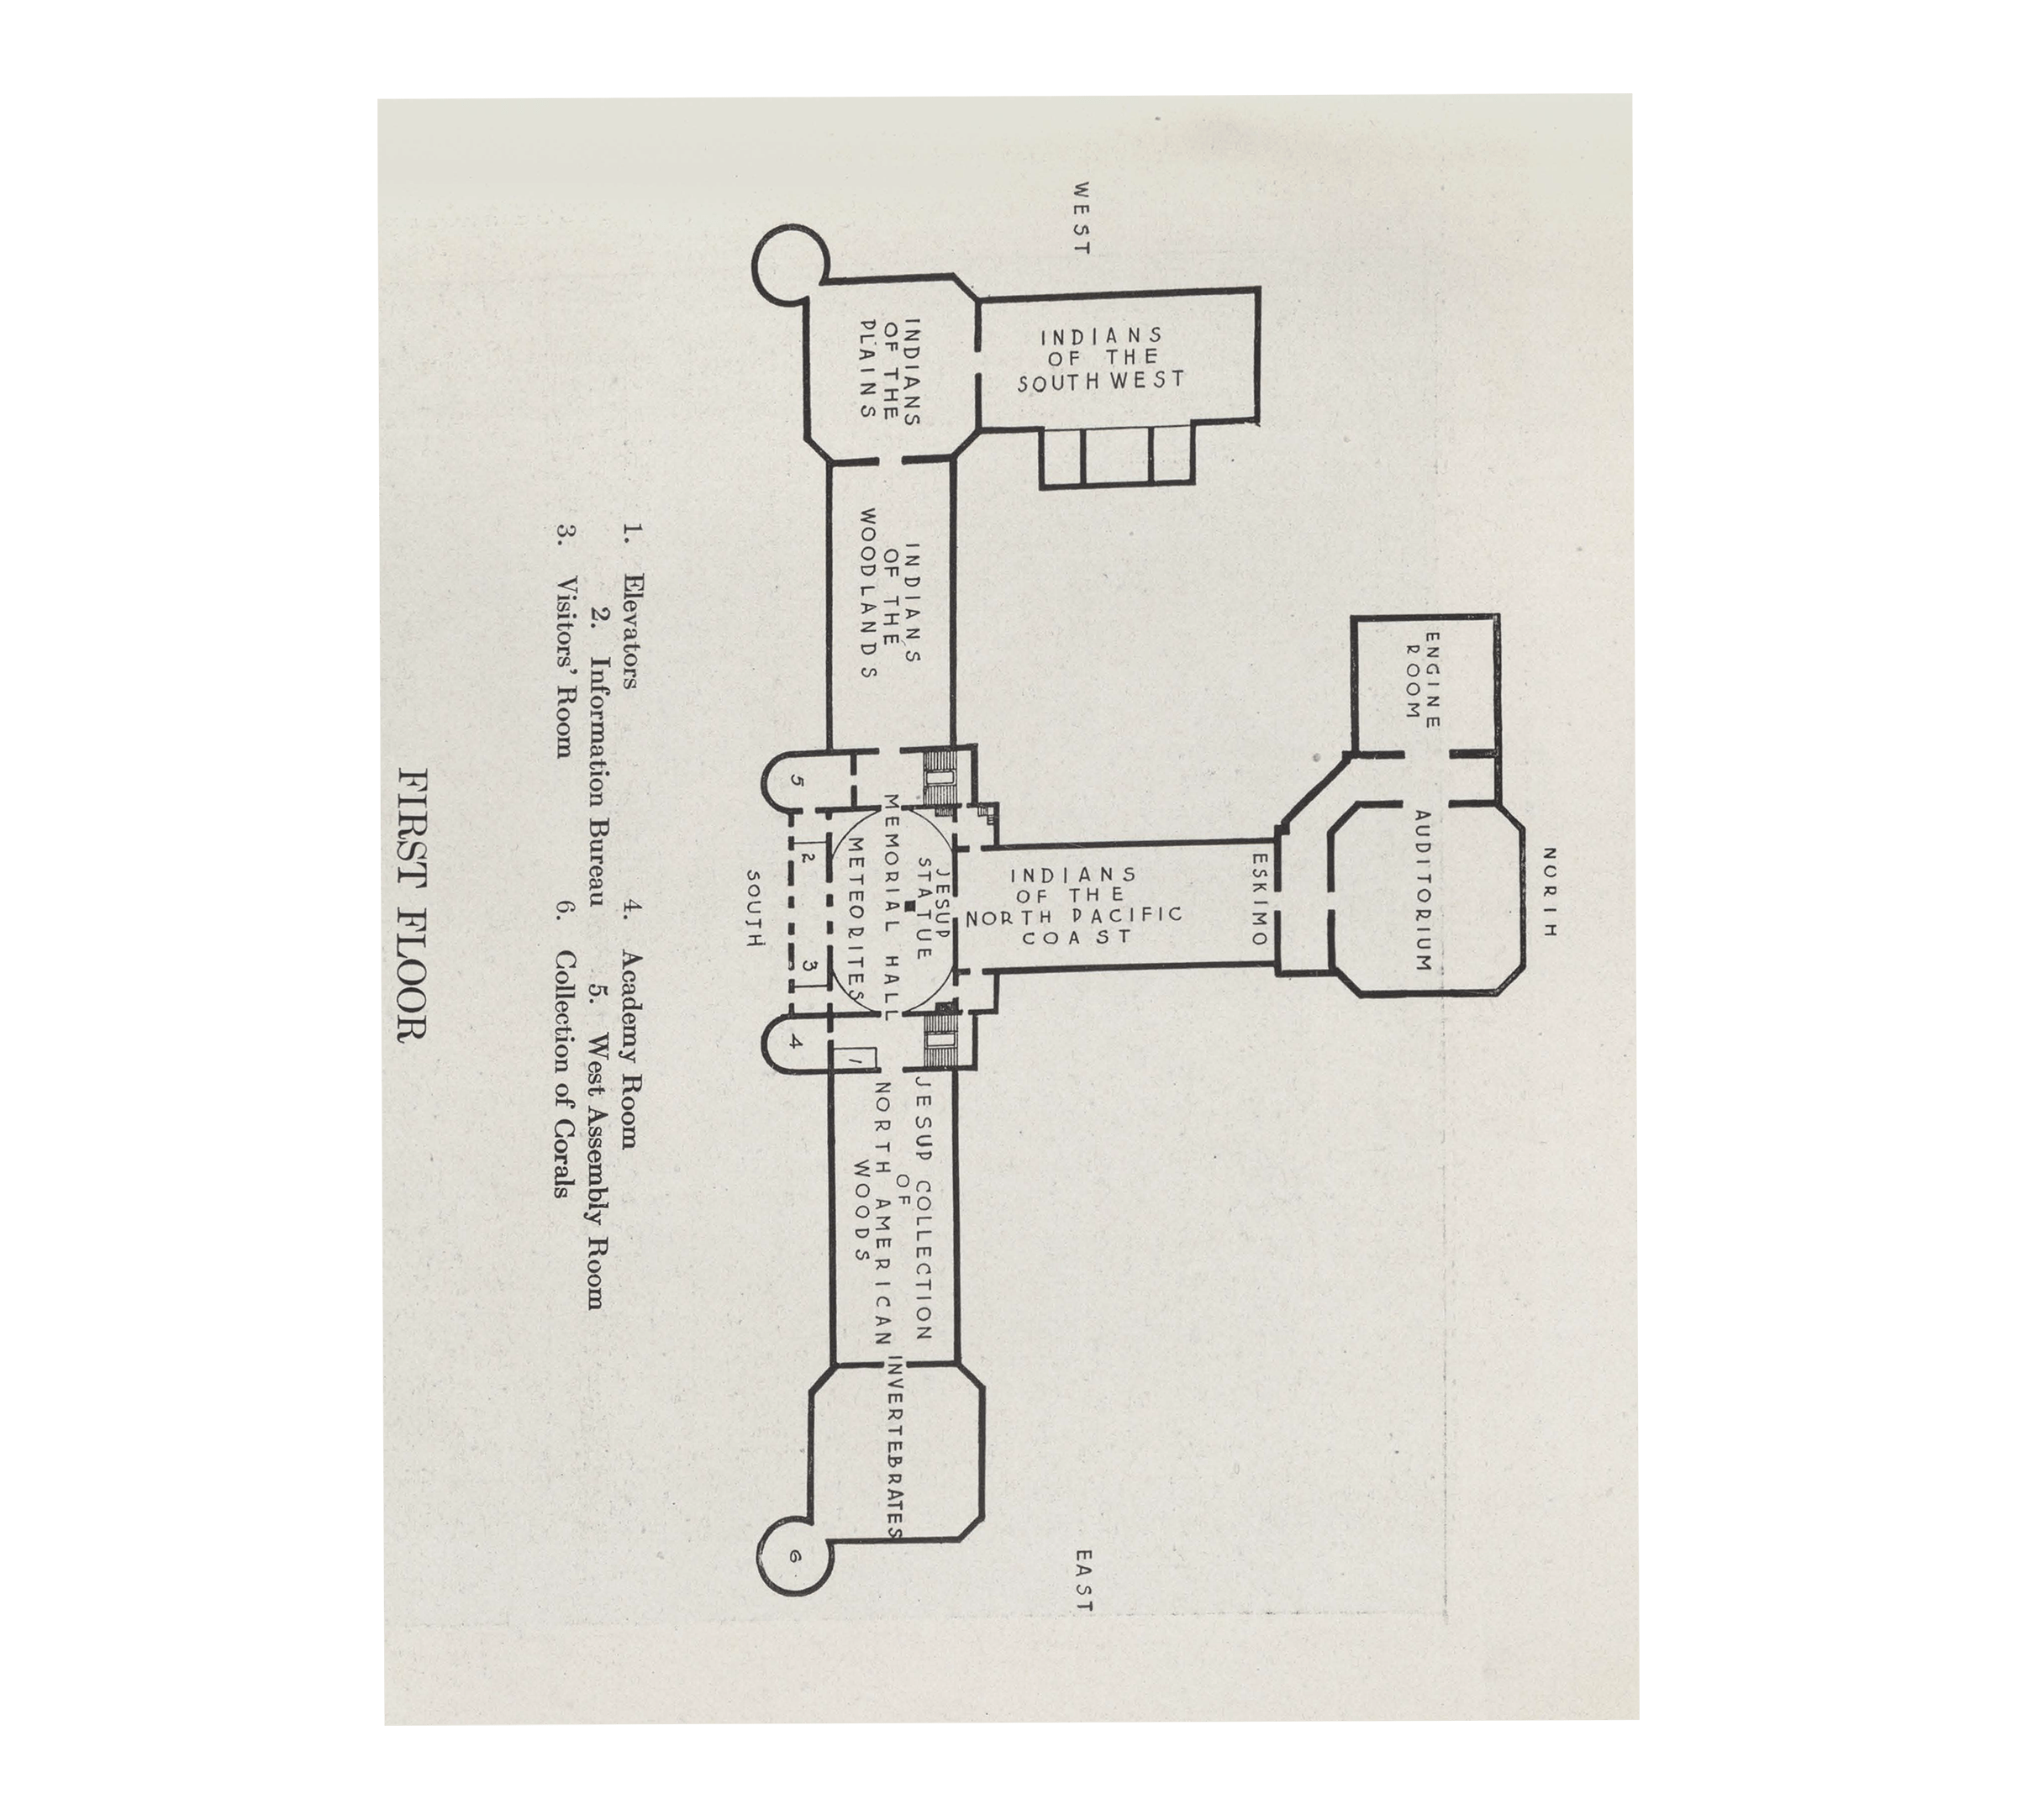 NORTH
WEST
EAST
SOUTH
ENGINE
ROOM
AUDITORIUM
ESKIMO
INDIANS
OF THE
NORTH PACIFIC
COAST
INDIANS
OF THE
SOUTHWEST
INDIANS
OF THE
PLAINS
INDIANS
OF THE
WOODLANDS
JESUP
STATUE
MEMORIAL HALL
METEORITES
JESUP COLLECTION
OF
NORTH AMERICAN
WOODS
INVERTEBRATES
5
2
3
4
1
6
1. Elevators
2. Information Bureau
3. Visitors' Room
4. Academy Room
5. West Assembly Room
6. Collection of Corals
FIRST FLOOR